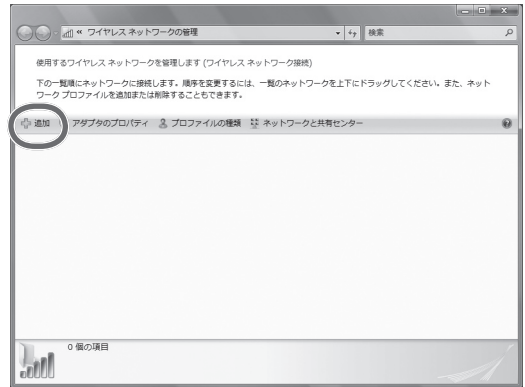 « ワイヤレス ネットワークの管理
検索
使用するワイヤレス ネットワークを管理します (ワイヤレス ネットワーク接続)
下の一覧順にネットワークに接続します。順序を変更するには、一覧のネットワークを上下にドラッグしてください。また、ネット
ワーク プロファイルを追加または削除することもできます。
追加 アダプタのプロパティ プロファイルの種類 ネットワークと共有センター
0 個の項目